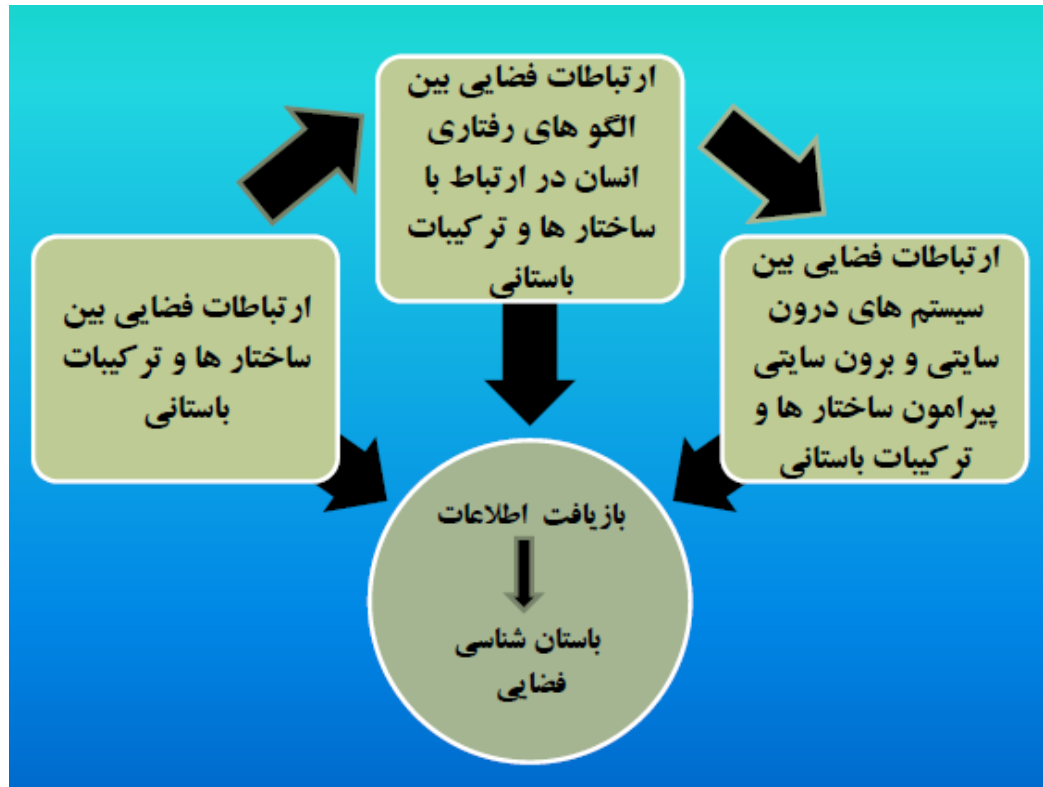 ارتباطات فضایی بین
الگو های رفتاری
انسان در ارتباط با
ساختار ها و ترکیبات
باستانی
ارتباطات فضایی بین
سیستم های درون
سایتی و برون سایتی
پیرامون ساختار ها و
ترکیبات باستانی
ارتباطات فضایی بین
ساختار ها و ترکیبات
باستانی
بازیافت اطلاعات
باستان شناسی
فضایی